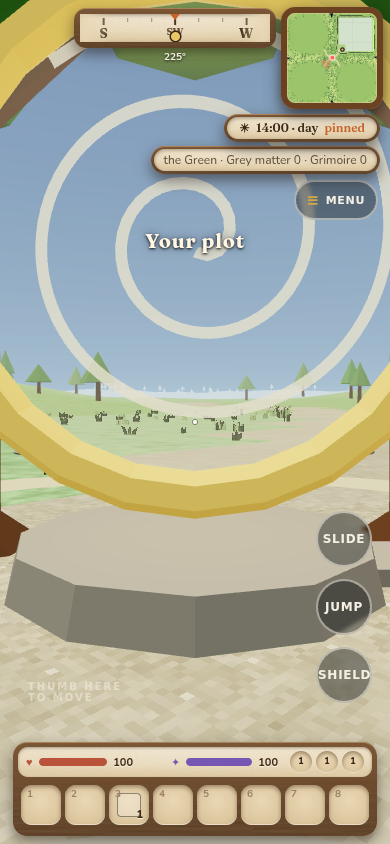 S SW W
225°
14:00 · day pinned
the Green · Grey matter 0 · Grimoire 0
MENU
Your plot
SLIDE
JUMP
SHIELD
THUMB HERE
TO MOVE
100 100 1 1 1
1 2 3 4 5 6 7 8
1